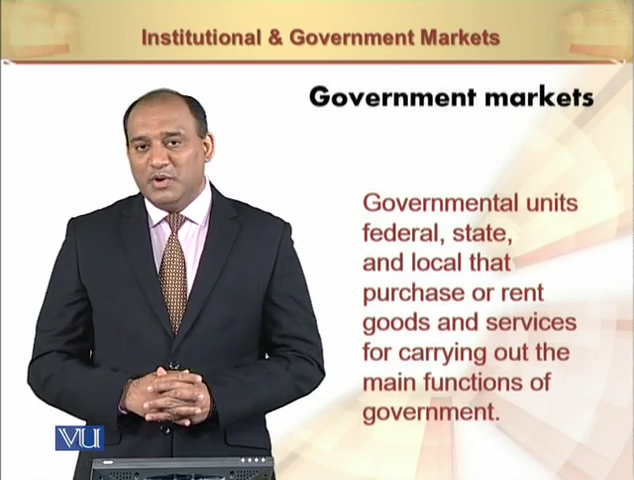 Institutional & Government Markets
Government markets
Governmental units
federal, state,
and local that
purchase or rent
goods and services
for carrying out the
main functions of
government.
VU